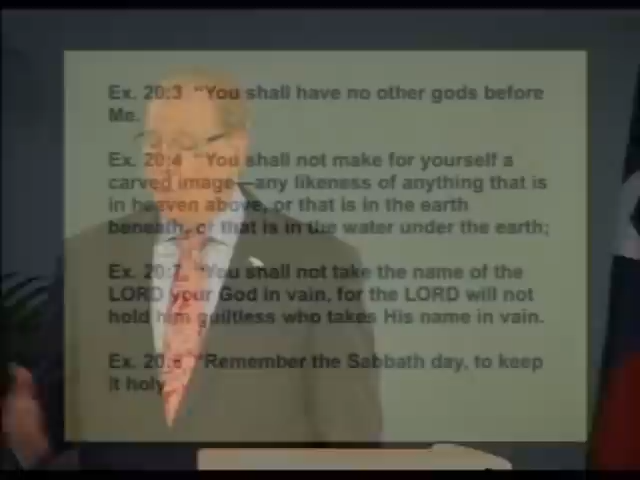 Ex. 20:3 “You shall have no other gods before
Me.
Ex. 20:4 “You shall not make for yourself a
carved image—any likeness of anything that is
in heaven above, or that is in the earth
beneath, or that is in the water under the earth;
Ex. 20:7 “You shall not take the name of the
LORD your God in vain, for the LORD will not
hold him guiltless who takes His name in vain.
Ex. 20:8 “Remember the Sabbath day, to keep
it holy